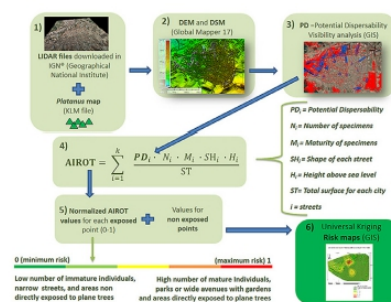 1)
LIDAR files downloaded in
IGN® (Geographical
National Institute)
Platanus map
(KLM file)
2)
DEM and DSM
(Global Mapper 17)
3)
PD =Potential Dispersability
Visibility analysis (GIS)
4)
AIROT = ∑ k i=1 PDi · Ni · Mi · SHi · Hi / ST
PDi = Potential Dispersability
Ni = Number of specimens
Mi = Maturity of specimens
SHi = Shape of each street
Hi = Height above sea level
ST= Total surface for each city
i = streets
5)
Normalized AIROT
values for each exposed
point (0-1)
Values for
non exposed
points
6)
Universal Kriging
Risk maps (GIS)
0 (minimum risk)
(maximum risk) 1
Low number of immature individuals,
narrow streets, and areas non
directly exposed to plane trees
High number of mature Individuals,
parks or wide avenues with gardens
and areas directly exposed to plane trees